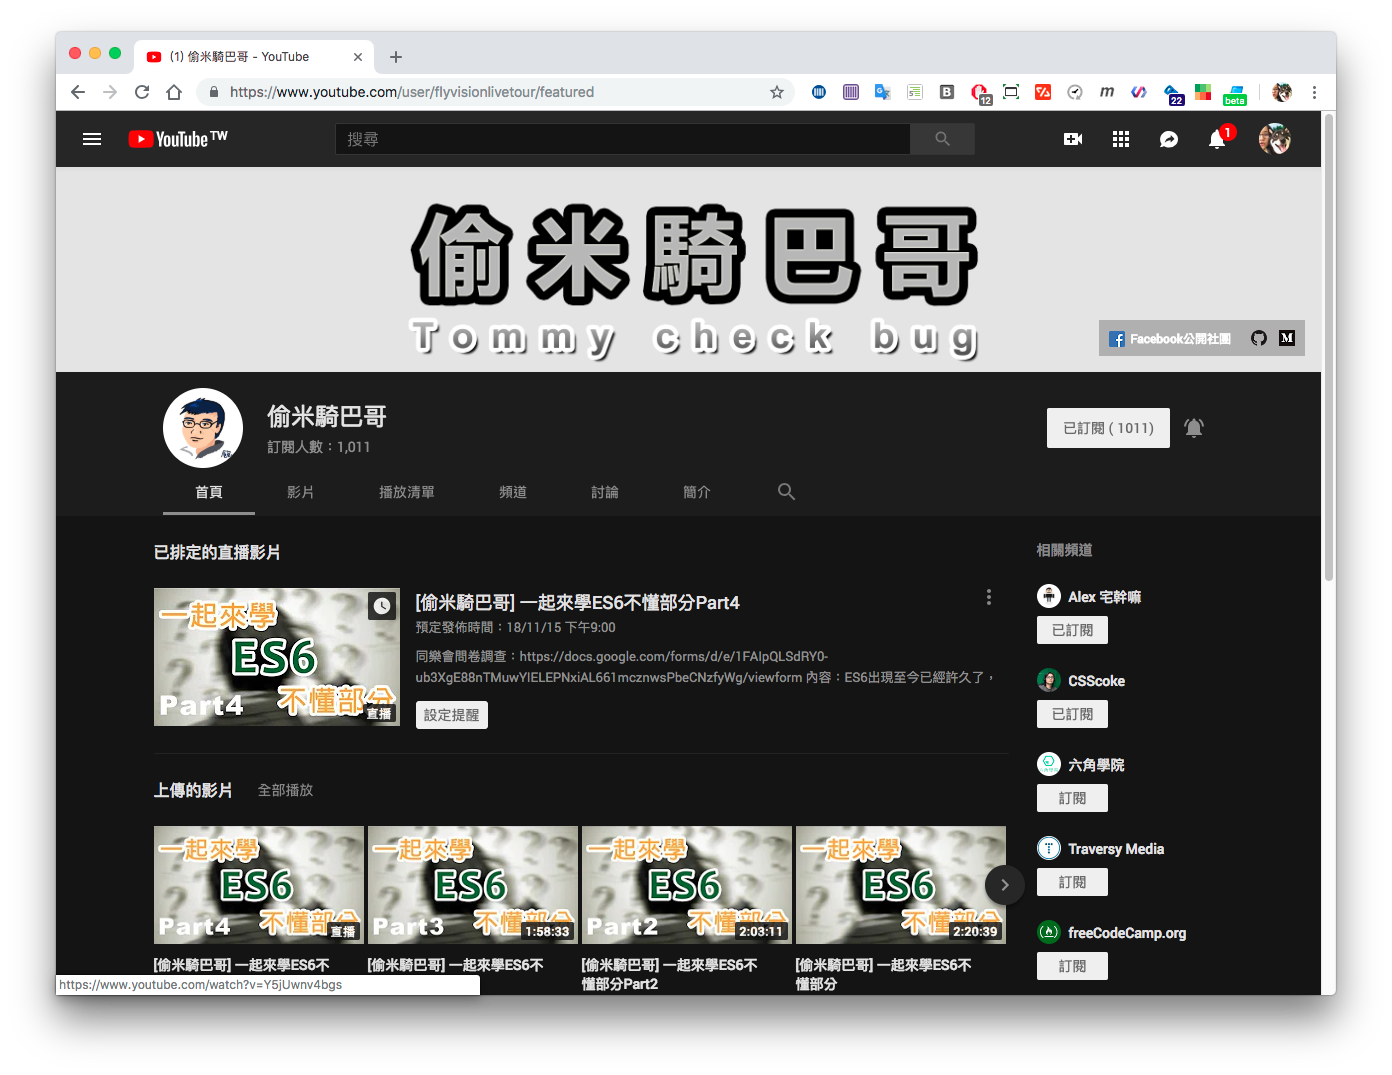 (1) 偷米騎巴哥 - YouTube
https://www.youtube.com/user/flyvisionlivetour/featured
12
22
beta
YouTube TW
搜尋
1
偷米騎巴哥
Tommy check bug
Facebook公開社團
偷米騎巴哥
訂閱人數：1,011
已訂閱 ( 1011)
首頁
影片
播放清單
頻道
討論
簡介
已排定的直播影片
一起來學
ES6
不懂部分
Part4
直播
[偷米騎巴哥] 一起來學ES6不懂部分Part4
預定發佈時間：18/11/15 下午9:00
同樂會問卷調查：https://docs.google.com/forms/d/e/1FAIpQLSdRY0-
ub3XgE88nTMuwYIELEPNxiAL661mcznwsPbeCNzfyWg/viewform 內容：ES6出現至今已經許久了，
設定提醒
上傳的影片
全部播放
一起來學
ES6
不懂部分
Part4
直播
[偷米騎巴哥] 一起來學ES6不
一起來學
ES6
不懂部分
Part3
1:58:33
[偷米騎巴哥] 一起來學ES6不
一起來學
ES6
不懂部分
Part2
2:03:11
[偷米騎巴哥] 一起來學ES6不
懂部分Part2
一起來學
ES6
不懂部分
2:20:39
[偷米騎巴哥] 一起來學ES6不
懂部分
相關頻道
Alex 宅幹嘛
已訂閱
CSScoke
已訂閱
六角學院
訂閱
Traversy Media
訂閱
freeCodeCamp.org
訂閱
https://www.youtube.com/watch?v=Y5jUwnv4bgs